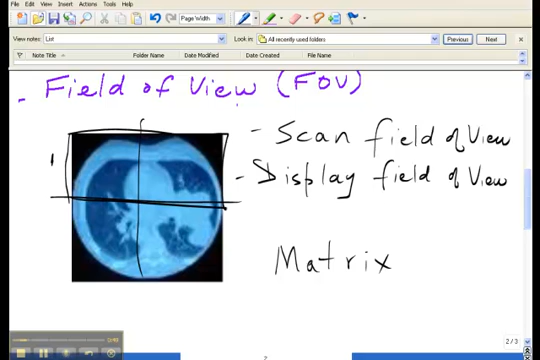 File Edit View Insert Actions Tools Help
Page Width
View notes: List Look in: All recently used folders Previous Next
Note Title Folder Name Date Modified File Name
- Field of View (FOV)
- Scan field of View
- Display field of View
Matrix
2/3